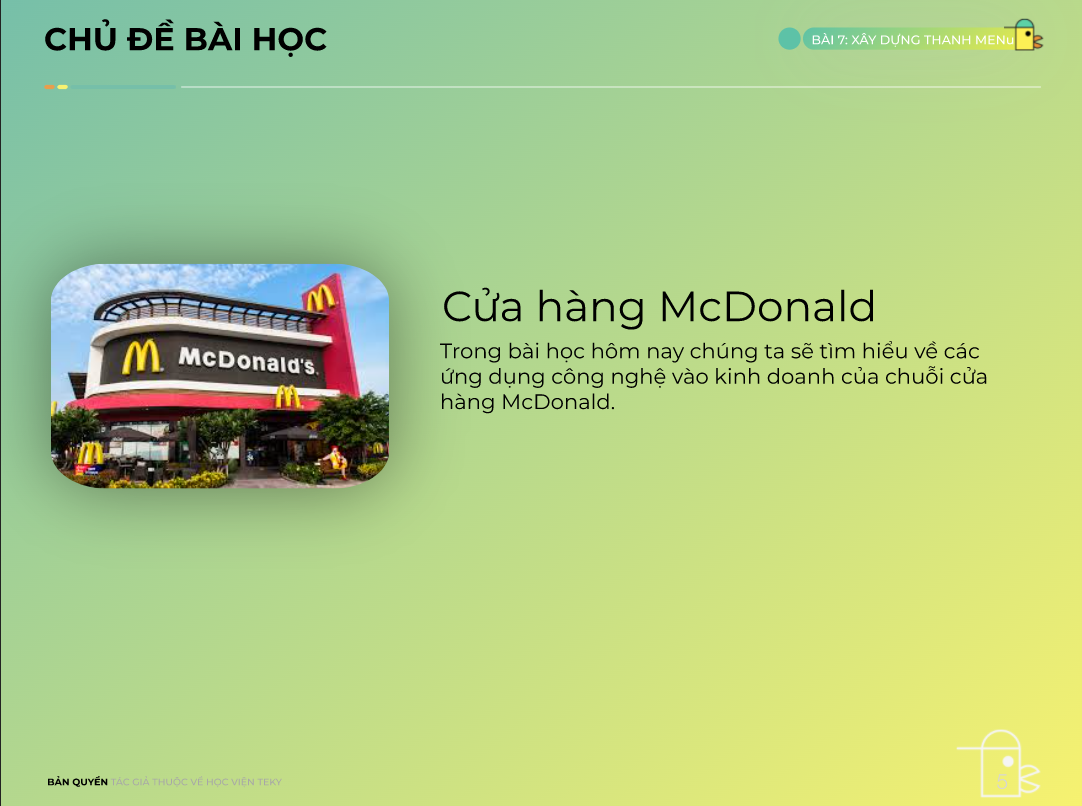 CHỦ ĐỀ BÀI HỌC
BÀI 7: XÂY DỰNG THANH MENu
McDonald's
Cửa hàng McDonald
Trong bài học hôm nay chúng ta sẽ tìm hiểu về các
ứng dụng công nghệ vào kinh doanh của chuỗi cửa
hàng McDonald.
BẢN QUYỀN TÁC GIẢ THUỘC VỀ HỌC VIỆN TEKY
5